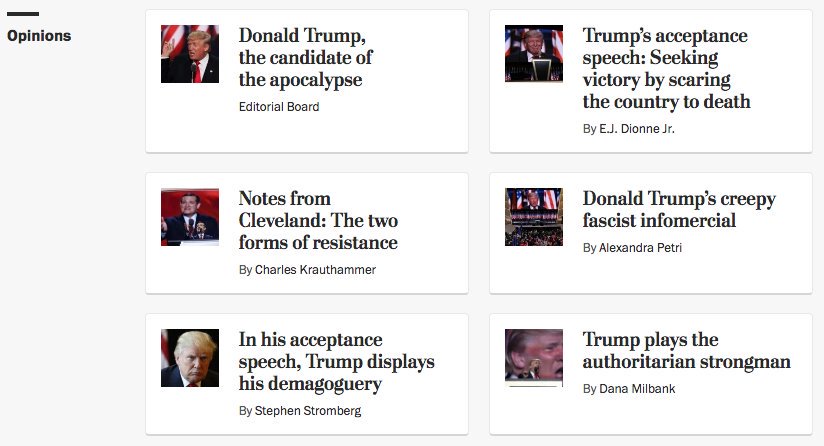 Opinions
Donald Trump,
the candidate of
the apocalypse
Editorial Board
Trump’s acceptance
speech: Seeking
victory by scaring
the country to death
By E.J. Dionne Jr.
Notes from
Cleveland: The two
forms of resistance
By Charles Krauthammer
Donald Trump’s creepy
fascist infomercial
By Alexandra Petri
In his acceptance
speech, Trump displays
his demagoguery
By Stephen Stromberg
Trump plays the
authoritarian strongman
By Dana Milbank